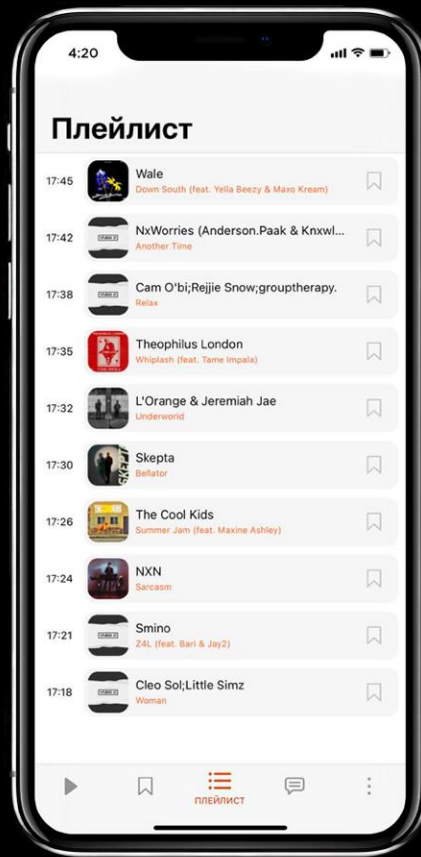 4:20
Плейлист
17:45
Wale
Down South (feat. Yella Beezy & Maxo Kream)
17:42
NxWorries (Anderson.Paak & Knxwl...
Another Time
17:38
Cam O'bi;Rejjie Snow;grouptherapy.
Relax
17:35
Theophilus London
Whiplash (feat. Tame Impala)
17:32
L'Orange & Jeremiah Jae
Underworld
17:30
SKEPTA
Skepta
Bellator
17:26
The Cool Kids
Summer Jam (feat. Maxine Ashley)
17:24
NXN
Sarcasm
17:21
Smino
Z4L (feat. Bari & Jay2)
17:18
Cleo Sol;Little Simz
Woman
ПЛЕЙЛИСТ